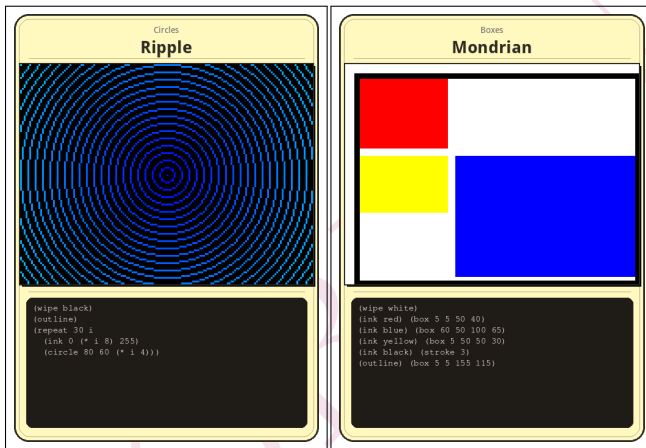 Circles
Ripple
(wipe black)
(outline)
(repeat 30 i
  (ink 0 (* i 8) 255)
  (circle 80 60 (* i 4)))
Boxes
Mondrian
(wipe white)
(ink red) (box 5 5 50 40)
(ink blue) (box 60 50 100 65)
(ink yellow) (box 5 50 50 30)
(ink black) (stroke 3)
(outline) (box 5 5 155 115)